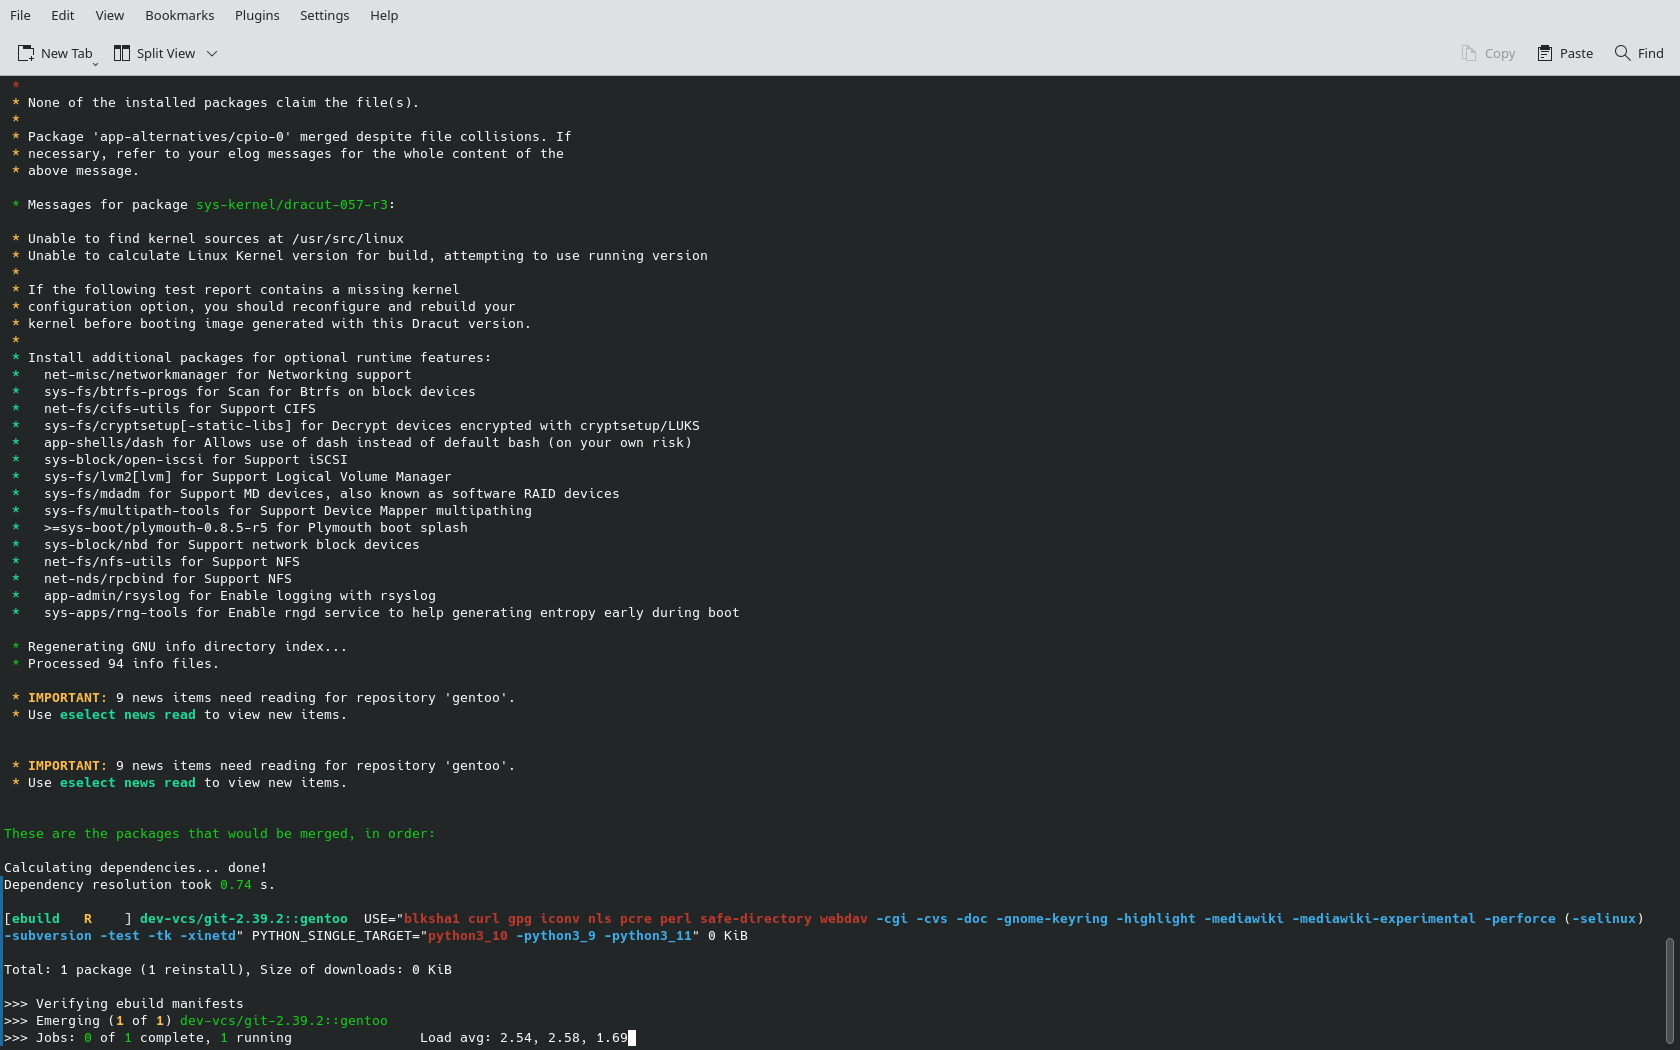 File Edit View Bookmarks Plugins Settings Help
New Tab Split View Copy Paste Find
*
* None of the installed packages claim the file(s).
*
* Package 'app-alternatives/cpio-0' merged despite file collisions. If
* necessary, refer to your elog messages for the whole content of the
* above message.
* Messages for package sys-kernel/dracut-057-r3:
* Unable to find kernel sources at /usr/src/linux
* Unable to calculate Linux Kernel version for build, attempting to use running version
*
* If the following test report contains a missing kernel
* configuration option, you should reconfigure and rebuild your
* kernel before booting image generated with this Dracut version.
*
* Install additional packages for optional runtime features:
*   net-misc/networkmanager for Networking support
*   sys-fs/btrfs-progs for Scan for Btrfs on block devices
*   net-fs/cifs-utils for Support CIFS
*   sys-fs/cryptsetup[-static-libs] for Decrypt devices encrypted with cryptsetup/LUKS
*   app-shells/dash for Allows use of dash instead of default bash (on your own risk)
*   sys-block/open-iscsi for Support iSCSI
*   sys-fs/lvm2[lvm] for Support Logical Volume Manager
*   sys-fs/mdadm for Support MD devices, also known as software RAID devices
*   sys-fs/multipath-tools for Support Device Mapper multipathing
*   >=sys-boot/plymouth-0.8.5-r5 for Plymouth boot splash
*   sys-block/nbd for Support network block devices
*   net-fs/nfs-utils for Support NFS
*   net-nds/rpcbind for Support NFS
*   app-admin/rsyslog for Enable logging with rsyslog
*   sys-apps/rng-tools for Enable rngd service to help generating entropy early during boot
* Regenerating GNU info directory index...
* Processed 94 info files.
* IMPORTANT: 9 news items need reading for repository 'gentoo'.
* Use eselect news read to view new items.
* IMPORTANT: 9 news items need reading for repository 'gentoo'.
* Use eselect news read to view new items.
These are the packages that would be merged, in order:
Calculating dependencies... done!
Dependency resolution took 0.74 s.
[ebuild   R    ] dev-vcs/git-2.39.2::gentoo  USE="blksha1 curl gpg iconv nls pcre perl safe-directory webdav -cgi -cvs -doc -gnome-keyring -highlight -mediawiki -mediawiki-experimental -perforce (-selinux)
-subversion -test -tk -xinetd" PYTHON_SINGLE_TARGET="python3_10 -python3_9 -python3_11" 0 KiB
Total: 1 package (1 reinstall), Size of downloads: 0 KiB
>>> Verifying ebuild manifests
>>> Emerging (1 of 1) dev-vcs/git-2.39.2::gentoo
>>> Jobs: 0 of 1 complete, 1 running                Load avg: 2.54, 2.58, 1.69